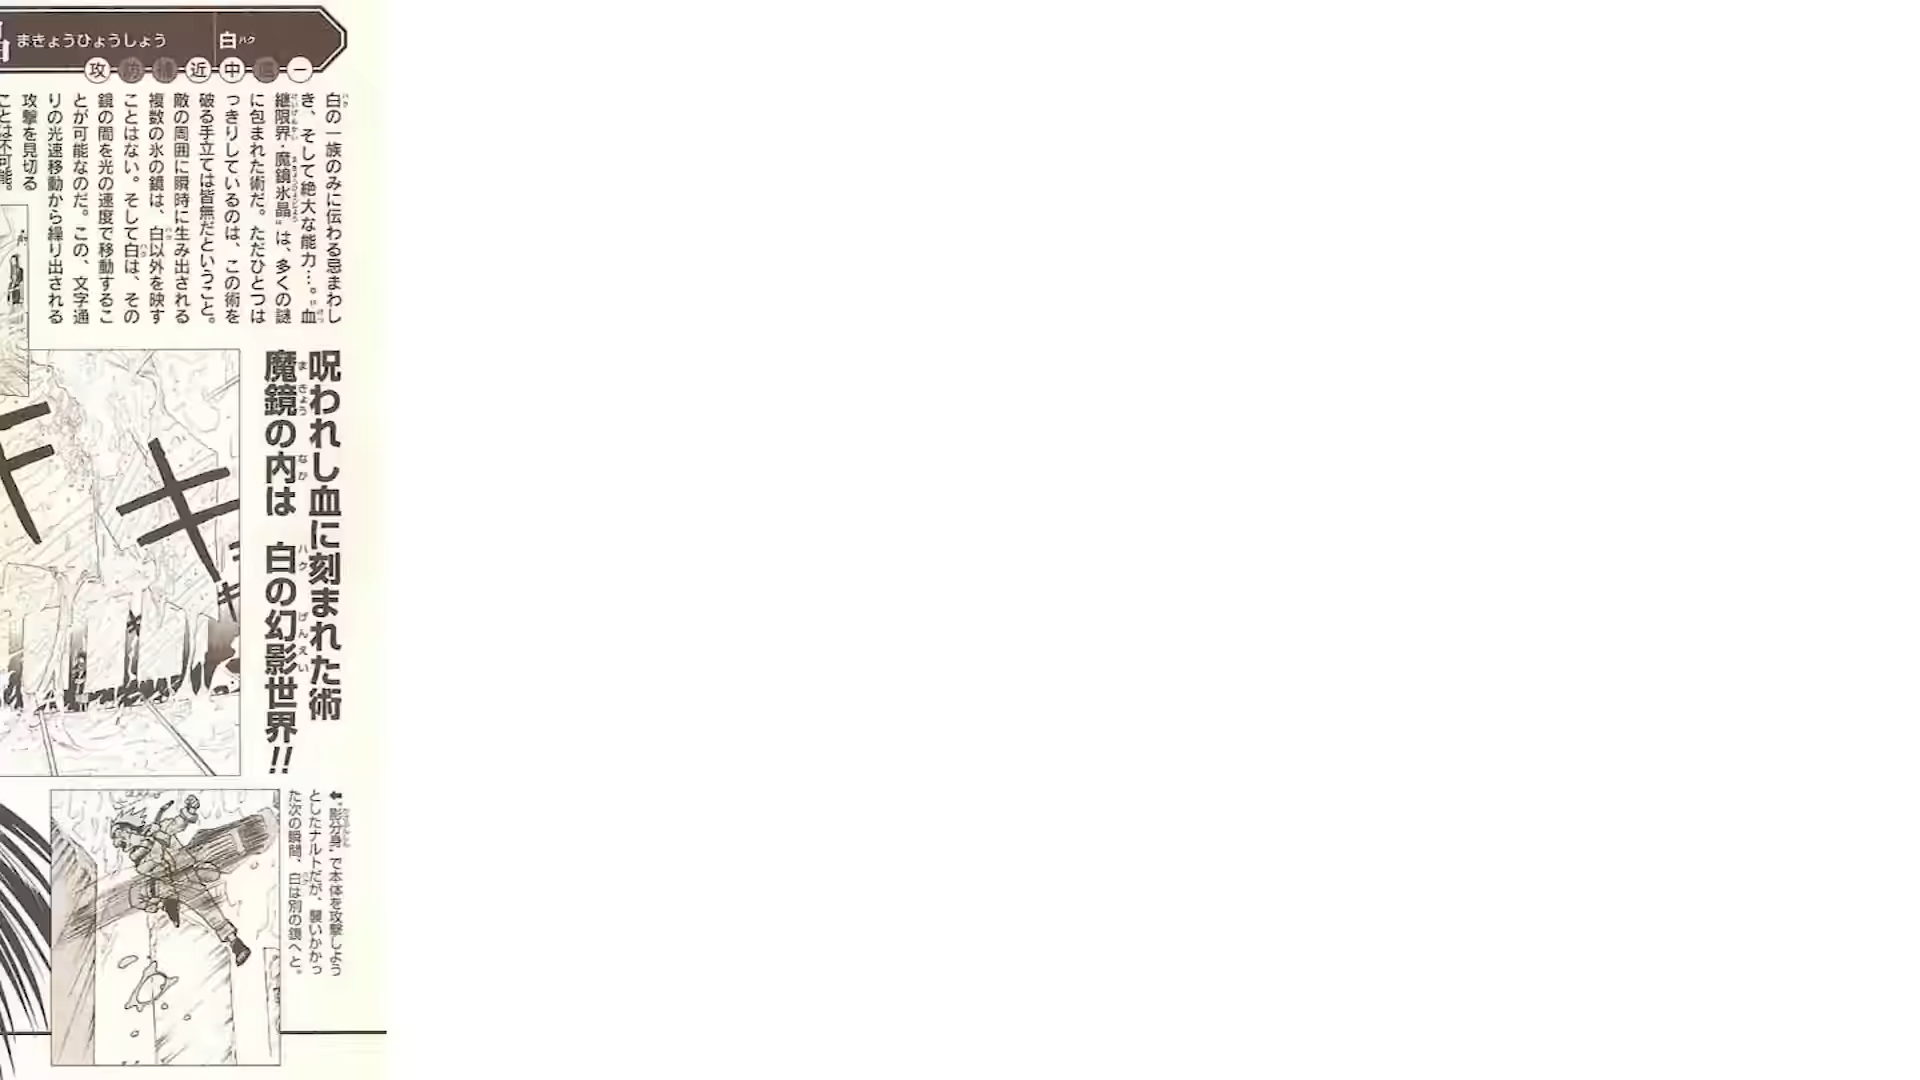 まきょうひょうしょう
白ハク
攻 近 中 一
白の一族のみに伝わる忌まわし
き、そして絶大な能力…。〝血
継限界・魔鏡氷晶〟は、多くの謎
に包まれた術だ。ただひとつは
っきりしているのは、この術を
破る手立ては皆無だということ。
敵の周囲に瞬時に生み出される
複数の氷の鏡は、白以外を映す
ことはない。そして白は、その
鏡の間を光の速度で移動するこ
とが可能なのだ。この、文字通
りの光速移動から繰り出される
攻撃を見切る
ことは不可能。
呪われし血に刻まれた術
魔鏡の内は 白の幻影世界!!
キ
キ
⬅〝影分身〟で本体を攻撃しよう
としたナルトだが、襲いかかっ
た次の瞬間、白は別の鏡へと。